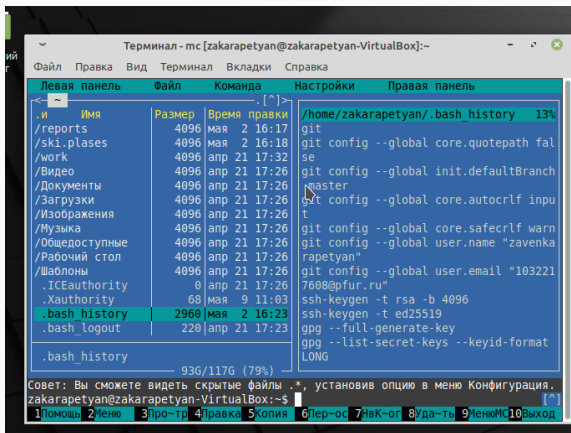 ий
г
Терминал - mc [zakarapetyan@zakarapetyan-VirtualBox]:~
Файл Правка Вид Терминал Вкладки Справка
Левая панель Файл Команда Настройки Правая панель
<- ~ .[^]>
.и Имя Размер Время правки
/reports 4096 мая 2 16:17
/ski.plases 4096 мая 2 16:18
/work 4096 апр 21 17:32
/Видео 4096 апр 21 17:26
/Документы 4096 апр 21 17:26
/Загрузки 4096 апр 21 17:26
/Изображения 4096 апр 21 17:26
/Музыка 4096 апр 21 17:26
/Общедоступные 4096 апр 21 17:26
/Рабочий стол 4096 апр 21 17:26
/Шаблоны 4096 апр 21 17:26
.ICEauthority 0 апр 21 17:26
.Xauthority 68 мая 9 11:03
.bash_history 2960 мая 2 16:23
.bash_logout 220 апр 21 17:23
.bash_history
93G/117G (79%)
/home/zakarapetyan/.bash_history 13%
git
git config --global core.quotepath fal
se
git config --global init.defaultBranch
master
git config --global core.autocrlf inpu
t
git config --global core.safecrlf warn
git config --global user.name "zavenka
rapetyan"
git config --global user.email "103221
7608@pfur.ru"
ssh-keygen -t rsa -b 4096
ssh-keygen -t ed25519
gpg --full-generate-key
gpg --list-secret-keys --keyid-format
LONG
Совет: Вы сможете видеть скрытые файлы .*, установив опцию в меню Конфигурация.
zakarapetyan@zakarapetyan-VirtualBox:~$ [^]
1Помощь 2Меню 3Про~тр 4Правка 5Копия 6Пер~ос 7НвК~ог 8Уда~ть 9МенюMC 10Выход